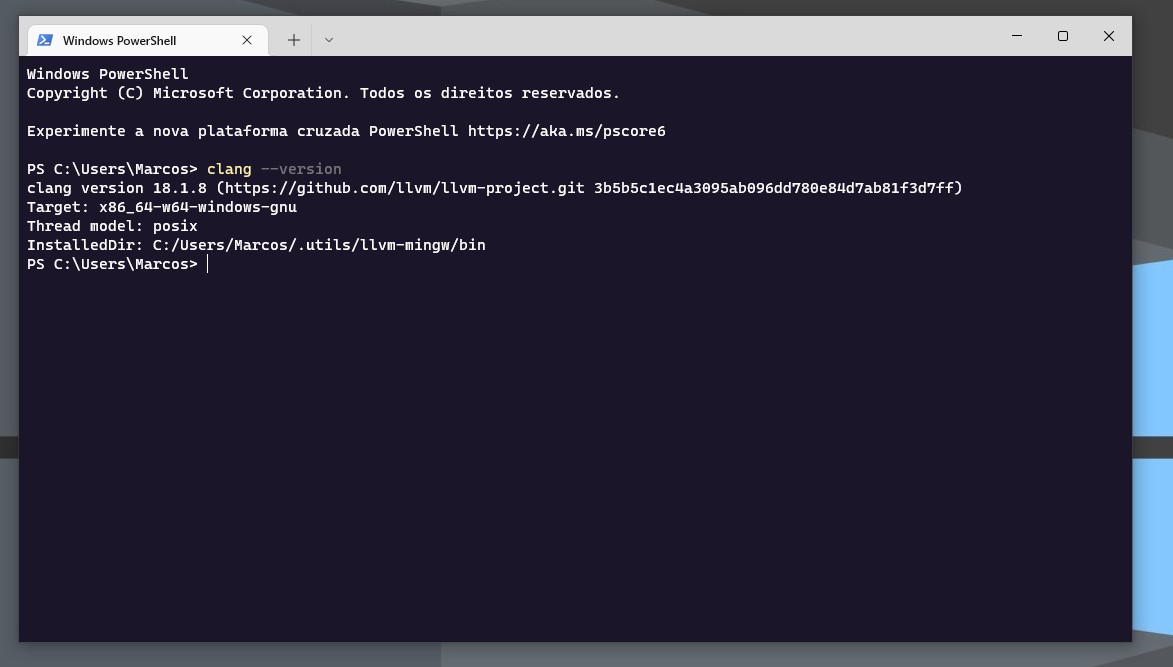 Windows PowerShell
Windows PowerShell
Copyright (C) Microsoft Corporation. Todos os direitos reservados.
Experimente a nova plataforma cruzada PowerShell https://aka.ms/pscore6
PS C:\Users\Marcos> clang --version
clang version 18.1.8 (https://github.com/llvm/llvm-project.git 3b5b5c1ec4a3095ab096dd780e84d7ab81f3d7ff)
Target: x86_64-w64-windows-gnu
Thread model: posix
InstalledDir: C:/Users/Marcos/.utils/llvm-mingw/bin
PS C:\Users\Marcos>